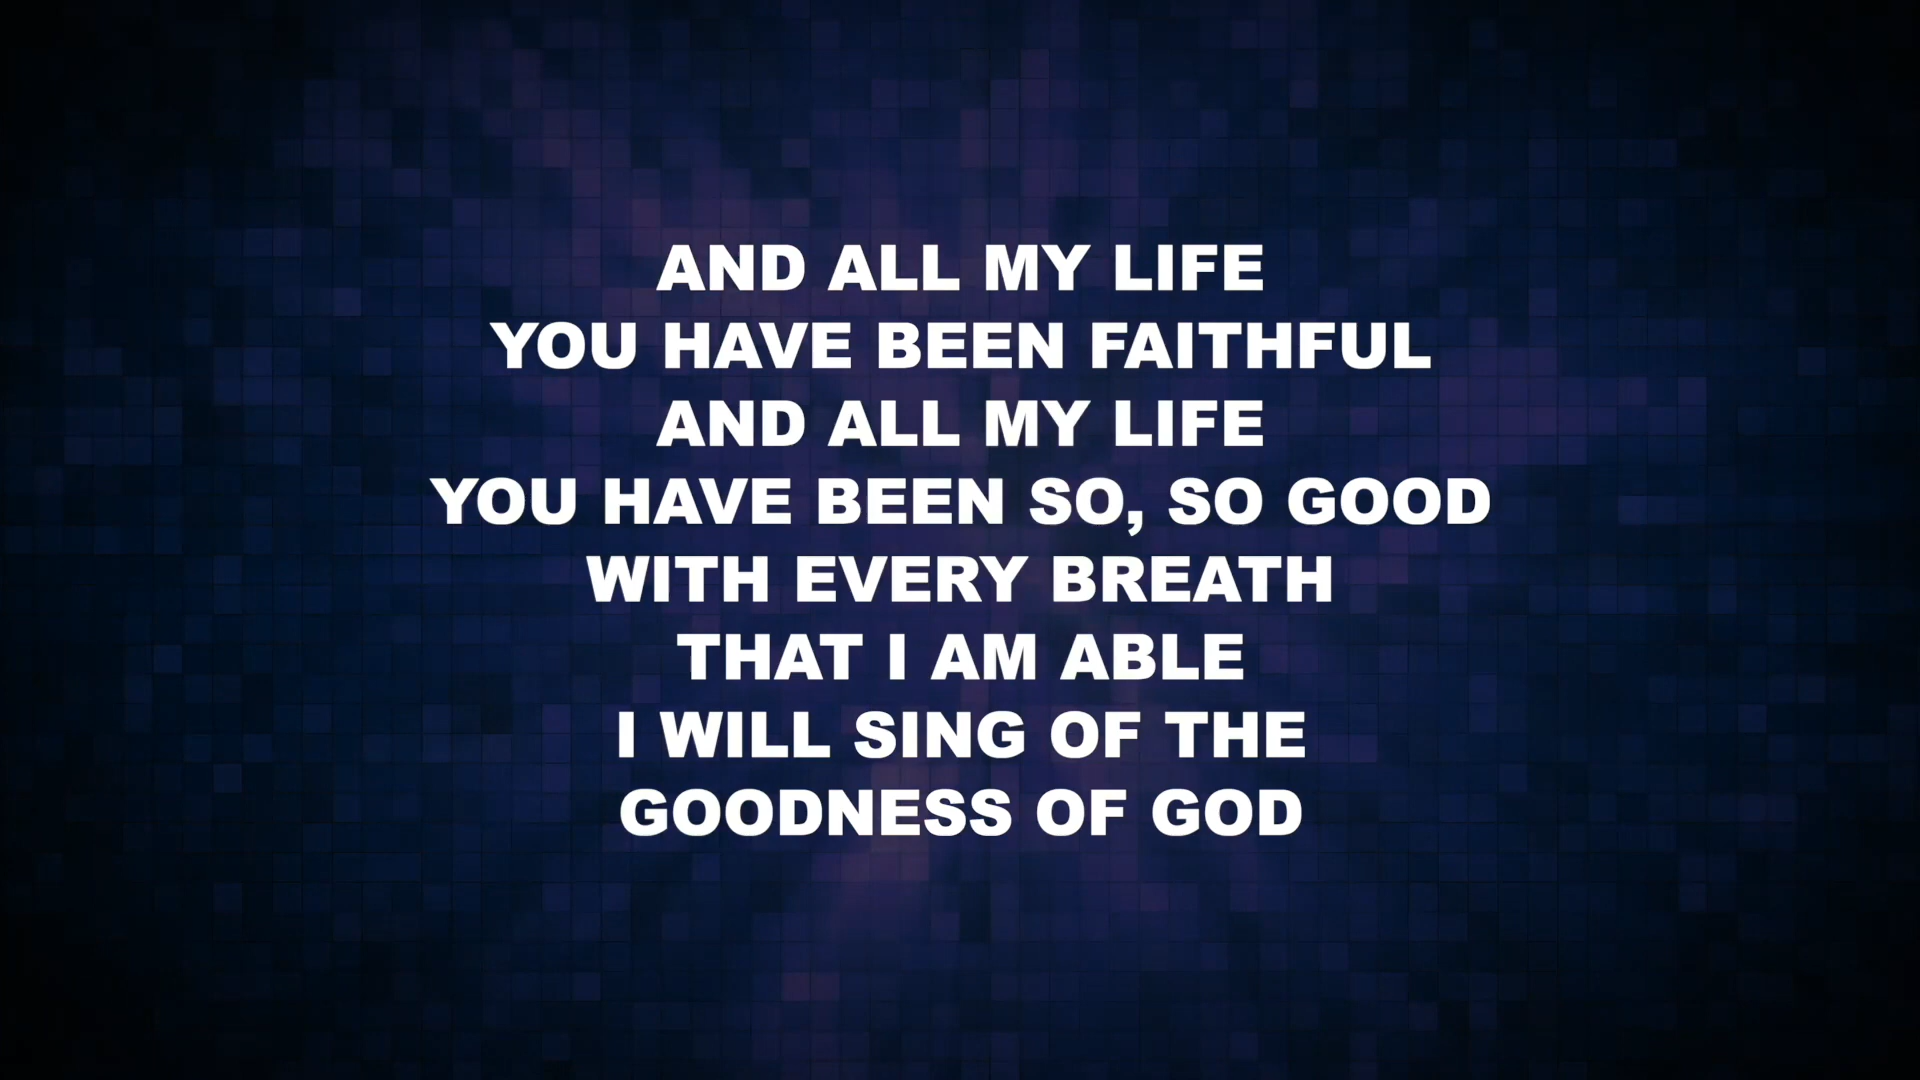 AND ALL MY LIFE
YOU HAVE BEEN FAITHFUL
AND ALL MY LIFE
YOU HAVE BEEN SO, SO GOOD
WITH EVERY BREATH
THAT I AM ABLE
I WILL SING OF THE
GOODNESS OF GOD